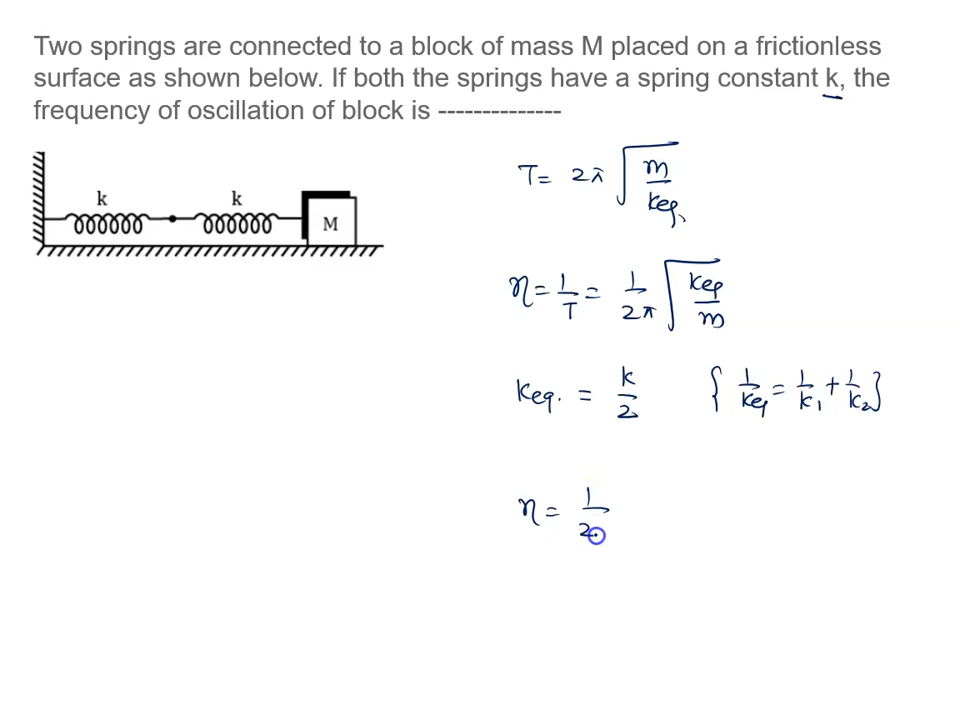 Two springs are connected to a block of mass M placed on a frictionless
surface as shown below. If both the springs have a spring constant k, the
frequency of oscillation of block is --------------
k k
M
T= 2π √(m/keq.)
η = 1/T = 1/2π √(keq/m)
keq. = k/2 { 1/keq = 1/k₁ + 1/k₂ }
η = 1/2